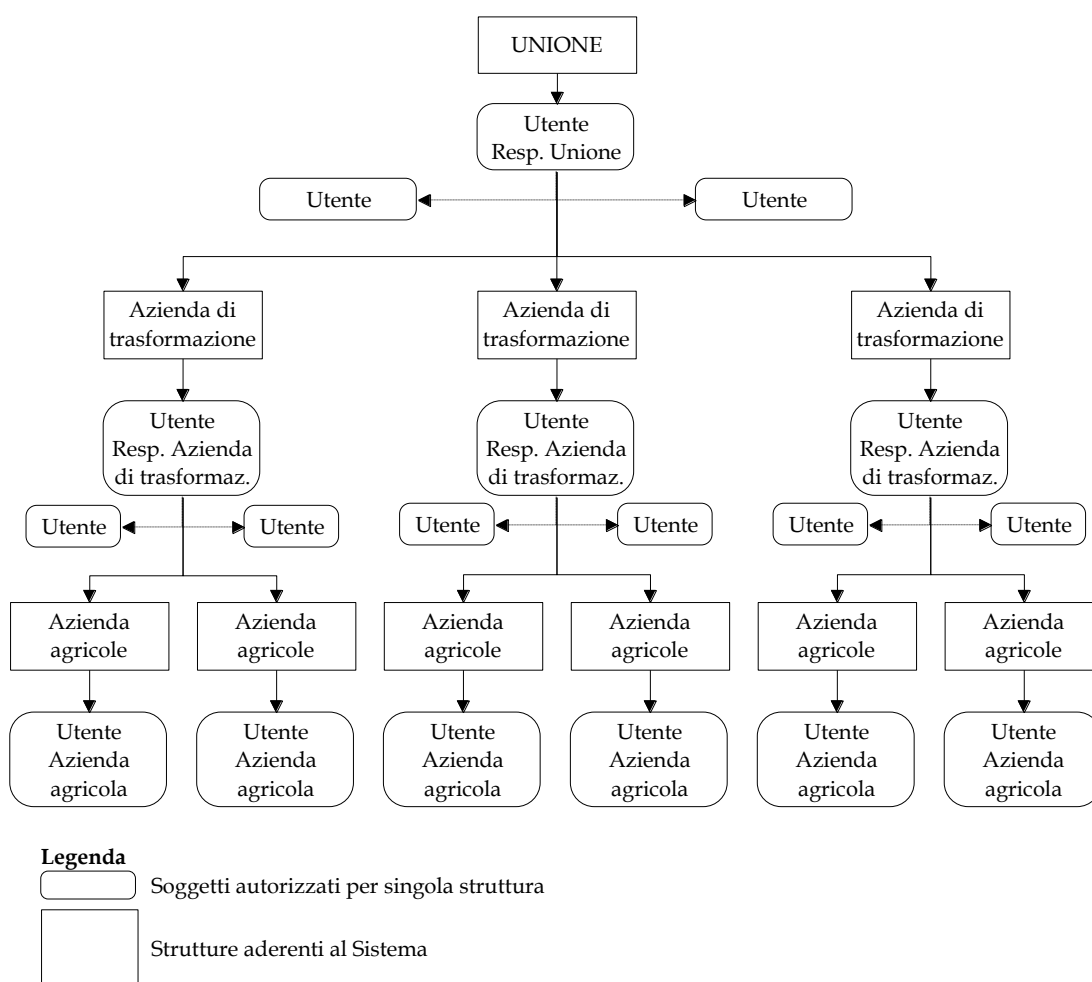 UNIONE
Utente
Resp. Unione
Utente
Utente
Azienda di
trasformazione
Azienda di
trasformazione
Azienda di
trasformazione
Utente
Resp. Azienda
di trasformaz.
Utente
Resp. Azienda
di trasformaz.
Utente
Resp. Azienda
di trasformaz.
Utente
Utente
Utente
Utente
Utente
Utente
Azienda
agricole
Azienda
agricole
Azienda
agricole
Azienda
agricole
Azienda
agricole
Azienda
agricole
Utente
Azienda
agricola
Utente
Azienda
agricola
Utente
Azienda
agricola
Utente
Azienda
agricola
Utente
Azienda
agricola
Utente
Azienda
agricola
Legenda
Soggetti autorizzati per singola struttura
Strutture aderenti al Sistema